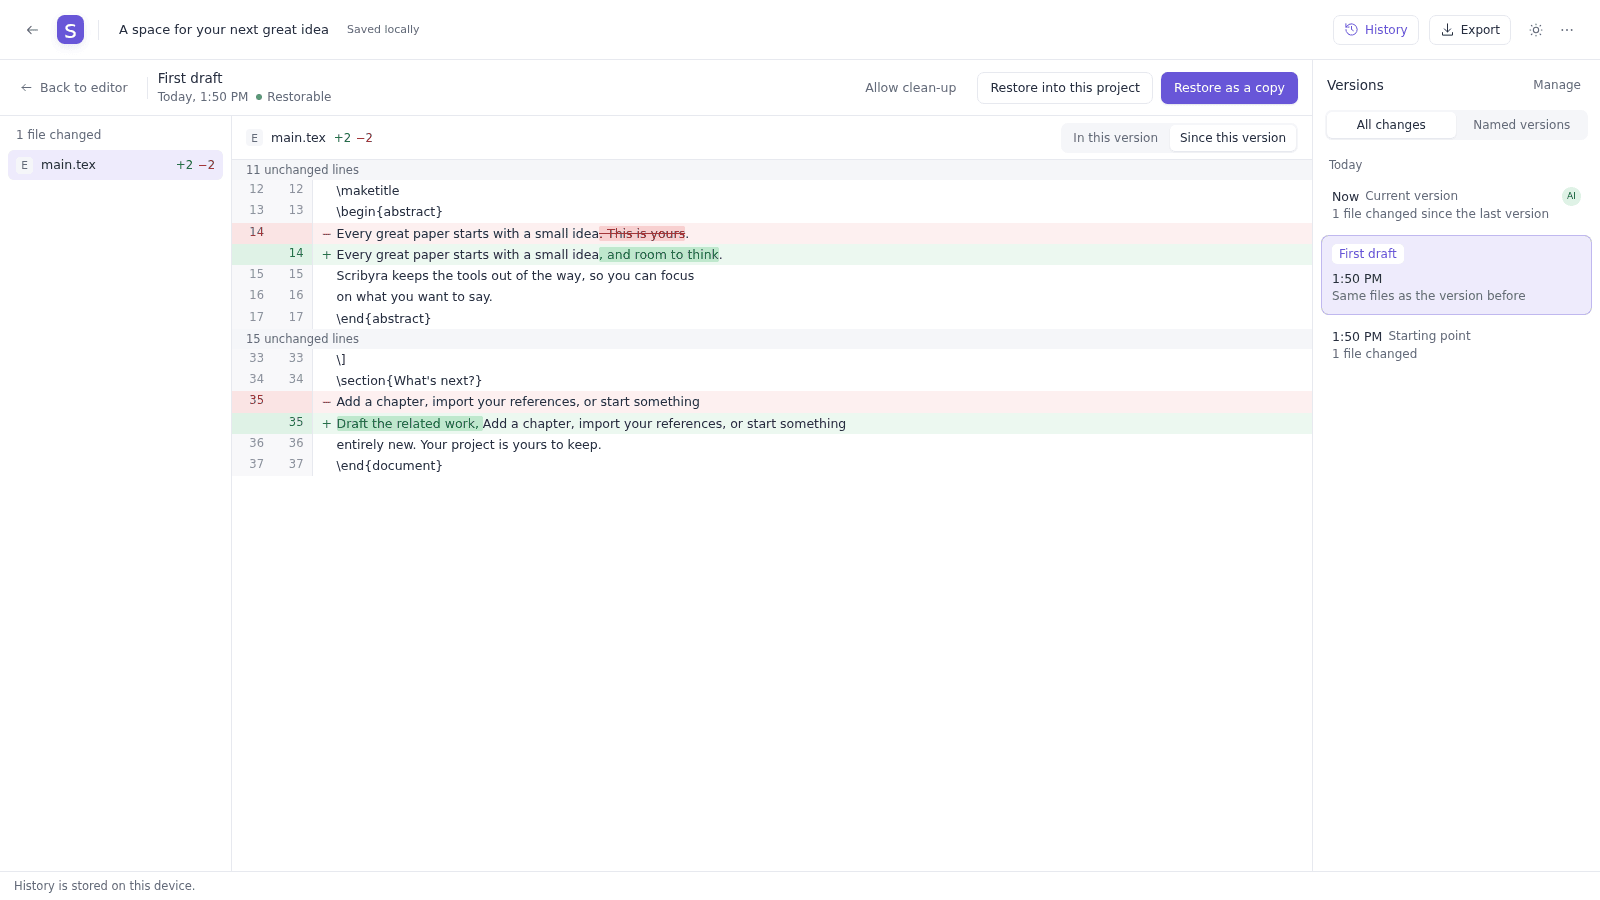 S
A space for your next great idea
Saved locally
History
Export
Back to editor
First draft
Today, 1:50 PM
Restorable
Allow clean-up
Restore into this project
Restore as a copy
1 file changed
E main.tex +2 −2
E main.tex +2 −2
In this version
Since this version
11 unchanged lines
12 12 \maketitle
13 13 \begin{abstract}
14 − Every great paper starts with a small idea. This is yours.
14 + Every great paper starts with a small idea, and room to think.
15 15 Scribyra keeps the tools out of the way, so you can focus
16 16 on what you want to say.
17 17 \end{abstract}
15 unchanged lines
33 33 \]
34 34 \section{What's next?}
35 − Add a chapter, import your references, or start something
35 + Draft the related work, Add a chapter, import your references, or start something
36 36 entirely new. Your project is yours to keep.
37 37 \end{document}
Versions
Manage
All changes
Named versions
Today
Now Current version
AI
1 file changed since the last version
First draft
1:50 PM
Same files as the version before
1:50 PM Starting point
1 file changed
History is stored on this device.